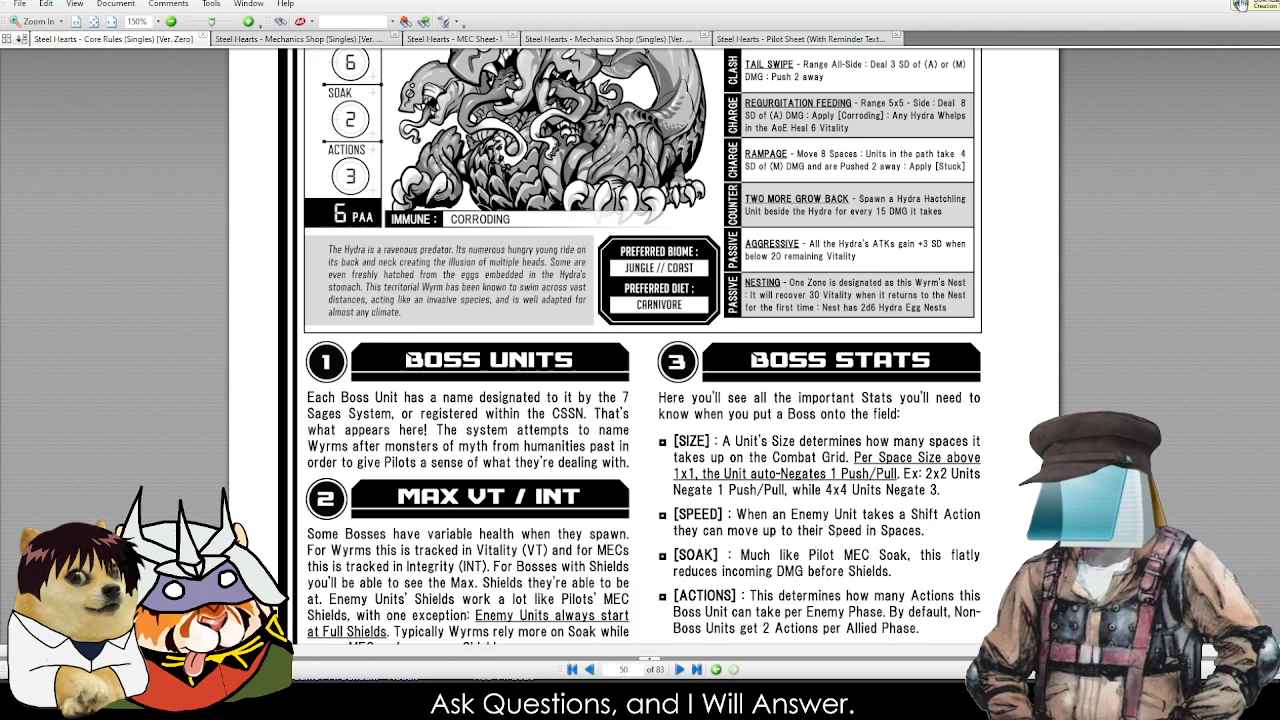 File Edit View Document Comments Tools Window Help
Zoom In 150%
Steel Hearts - Core Rules (Singles) [Ver. Zero] Steel Hearts - Mechanics Shop (Singles) [Ver. ... Steel Hearts - MEC Sheet-1 Steel Hearts - Mechanics Shop (Singles) [Ver. ... Steel Hearts - Pilot Sheet (With Reminder Text...
6
SOAK
2
ACTIONS
3
6 PAA
IMMUNE : CORRODING
The Hydra is a ravenous predator. Its numerous hungry young ride on
its back and neck creating the illusion of multiple heads. Some are
even freshly hatched from the eggs embedded in the Hydra's
stomach. This territorial Wyrm has been known to swim across vast
distances, acting like an invasive species, and is well adapted for
almost any climate.
PREFERRED BIOME :
JUNGLE // COAST
PREFERRED DIET :
CARNIVORE
CLASH
TAIL SWIPE - Range All-Side : Deal 3 SD of (A) or (M)
DMG : Push 2 away
CHARGE
REGURGITATION FEEDING - Range 5x5 - Side : Deal 8
SD of (A) DMG : Apply [Corroding] : Any Hydra Whelps
in the AoE Heal 6 Vitality
CHARGE
RAMPAGE - Move 8 Spaces : Units in the path take 4
SD of (M) DMG and are Pushed 2 away : Apply [Stuck]
COUNTER
TWO MORE GROW BACK - Spawn a Hydra Hactchling
Unit beside the Hydra for every 15 DMG it takes
PASSIVE
AGGRESSIVE - All the Hydra's ATKs gain +3 SD when
below 20 remaining Vitality
PASSIVE
NESTING - One Zone is designated as this Wyrm's Nest
: It will recover 30 Vitality when it returns to the Nest
for the first time : Nest has 2d6 Hydra Egg Nests
1 BOSS UNITS
Each Boss Unit has a name designated to it by the 7
Sages System, or registered within the CSSN. That's
what appears here! The system attempts to name
Wyrms after monsters of myth from humanities past in
order to give Pilots a sense of what they're dealing with.
2 MAX VT / INT
Some Bosses have variable health when they spawn.
For Wyrms this is tracked in Vitality (VT) and for MECs
this is tracked in Integrity (INT). For Bosses with Shields
you'll be able to see the Max. Shields they're able to be
at. Enemy Units' Shields work a lot like Pilots' MEC
Shields, with one exception: Enemy Units always start
at Full Shields. Typically Wyrms rely more on Soak while
3 BOSS STATS
Here you'll see all the important Stats you'll need to
know when you put a Boss onto the field:
[SIZE] : A Unit's Size determines how many spaces it
takes up on the Combat Grid. Per Space Size above
1x1, the Unit auto-Negates 1 Push/Pull. Ex: 2x2 Units
Negate 1 Push/Pull, while 4x4 Units Negate 3.
[SPEED] : When an Enemy Unit takes a Shift Action
they can move up to their Speed in Spaces.
[SOAK] : Much like Pilot MEC Soak, this flatly
reduces incoming DMG before Shields.
[ACTIONS] : This determines how many Actions this
Boss Unit can take per Enemy Phase. By default, Non-
Boss Units get 2 Actions per Allied Phase.
50 of 83
Ask Questions, and I Will Answer.